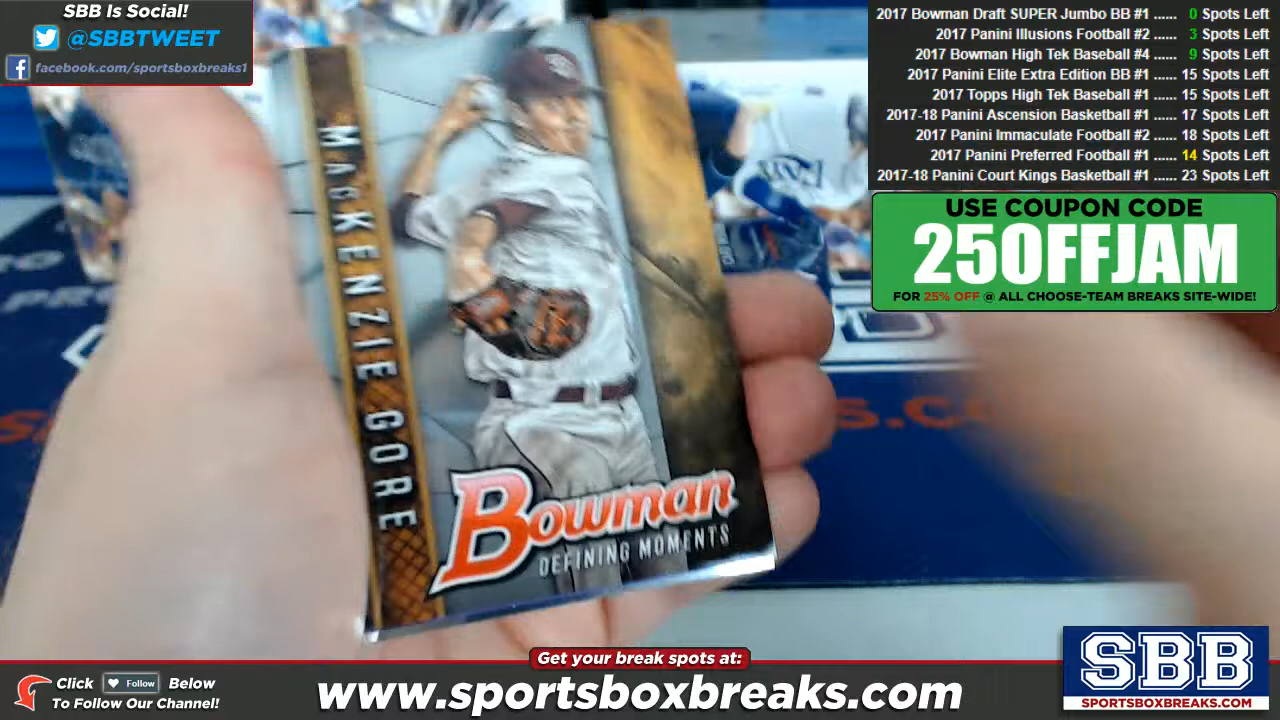 SBB Is Social!
@SBBTWEET
facebook.com/sportsboxbreaks1
2017 Bowman Draft SUPER Jumbo BB #1 ...... 0 Spots Left
2017 Panini Illusions Football #2 ...... 3 Spots Left
2017 Bowman High Tek Baseball #4 ...... 9 Spots Left
2017 Panini Elite Extra Edition BB #1 ...... 15 Spots Left
2017 Topps High Tek Baseball #1 ...... 15 Spots Left
2017-18 Panini Ascension Basketball #1 ...... 17 Spots Left
2017 Panini Immaculate Football #2 ...... 18 Spots Left
2017 Panini Preferred Football #1 ...... 14 Spots Left
2017-18 Panini Court Kings Basketball #1 ...... 23 Spots Left
USE COUPON CODE
25OFFJAM
FOR 25% OFF @ ALL CHOOSE-TEAM BREAKS SITE-WIDE!
MACKENZIE GORE
Bowman
DEFINING MOMENTS
Get your break spots at:
www.sportsboxbreaks.com
Click Follow Below
To Follow Our Channel!
SBB
SPORTSBOXBREAKS.COM